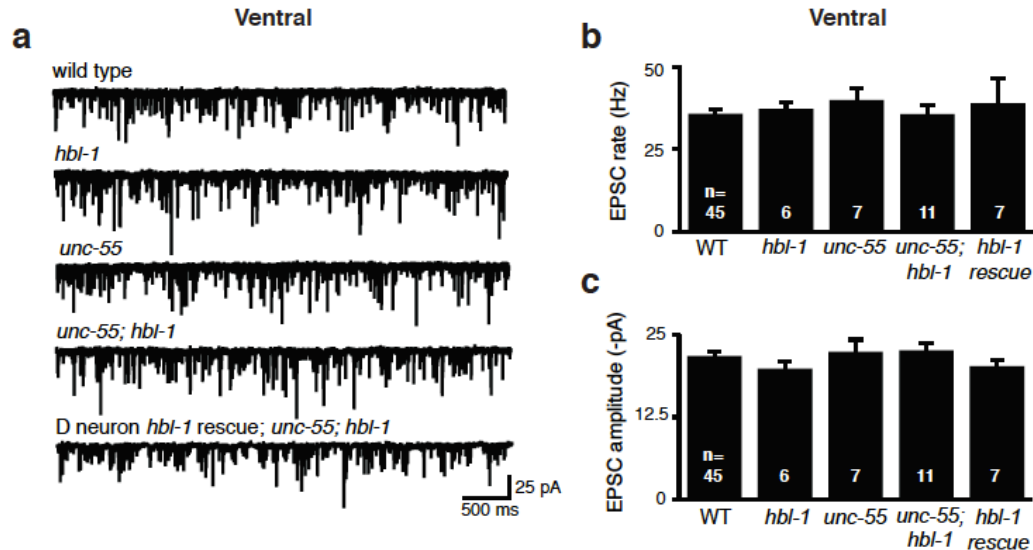 Ventral
a
wild type
hbl-1
unc-55
unc-55; hbl-1
D neuron hbl-1 rescue; unc-55; hbl-1
25 pA
500 ms
Ventral
b
EPSC rate (Hz)
50
25
0
n=
45 6 7 11 7
WT hbl-1 unc-55 unc-55; hbl-1
hbl-1 rescue
c
EPSC amplitude (-pA)
25
12.5
0
n=
45 6 7 11 7
WT hbl-1 unc-55 unc-55; hbl-1
hbl-1 rescue